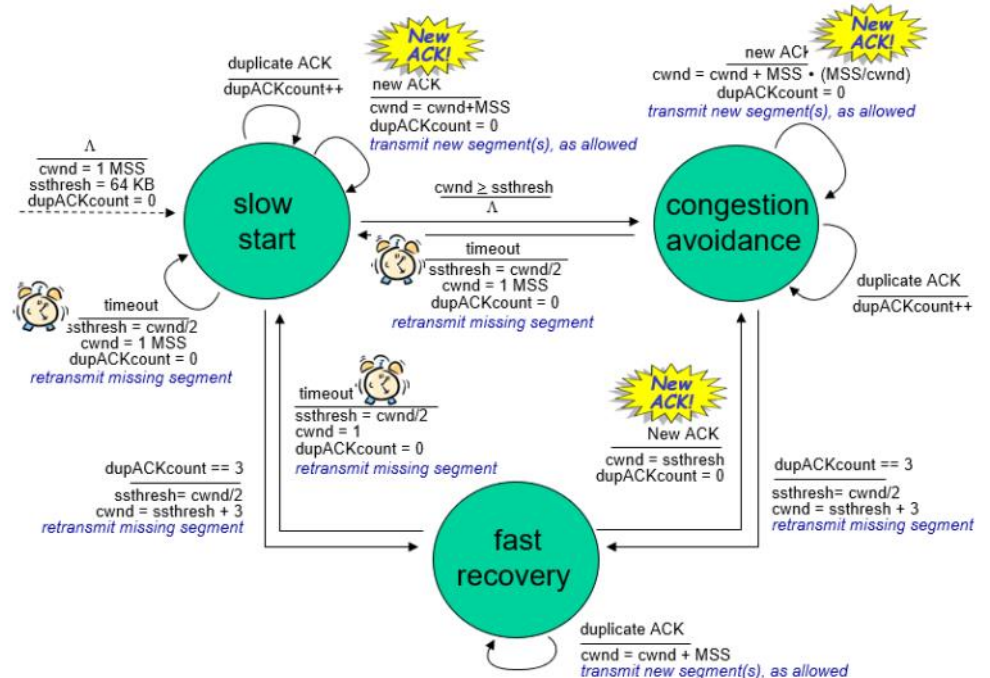 New
ACK!
duplicate ACK
dupACKcount++
new ACK
cwnd = cwnd+MSS
dupACKcount = 0
transmit new segment(s), as allowed
New
ACK!
new ACK
cwnd = cwnd + MSS • (MSS/cwnd)
dupACKcount = 0
transmit new segment(s), as allowed
Λ
cwnd = 1 MSS
ssthresh = 64 KB
dupACKcount = 0
slow
start
cwnd ≥ ssthresh
Λ
congestion
avoidance
timeout
ssthresh = cwnd/2
cwnd = 1 MSS
dupACKcount = 0
retransmit missing segment
timeout
ssthresh = cwnd/2
cwnd = 1 MSS
dupACKcount = 0
retransmit missing segment
duplicate ACK
dupACKcount++
timeout
ssthresh = cwnd/2
cwnd = 1
dupACKcount = 0
retransmit missing segment
New
ACK!
New ACK
cwnd = ssthresh
dupACKcount = 0
dupACKcount == 3
ssthresh= cwnd/2
cwnd = ssthresh + 3
retransmit missing segment
dupACKcount == 3
ssthresh= cwnd/2
cwnd = ssthresh + 3
retransmit missing segment
fast
recovery
duplicate ACK
cwnd = cwnd + MSS
transmit new segment(s), as allowed